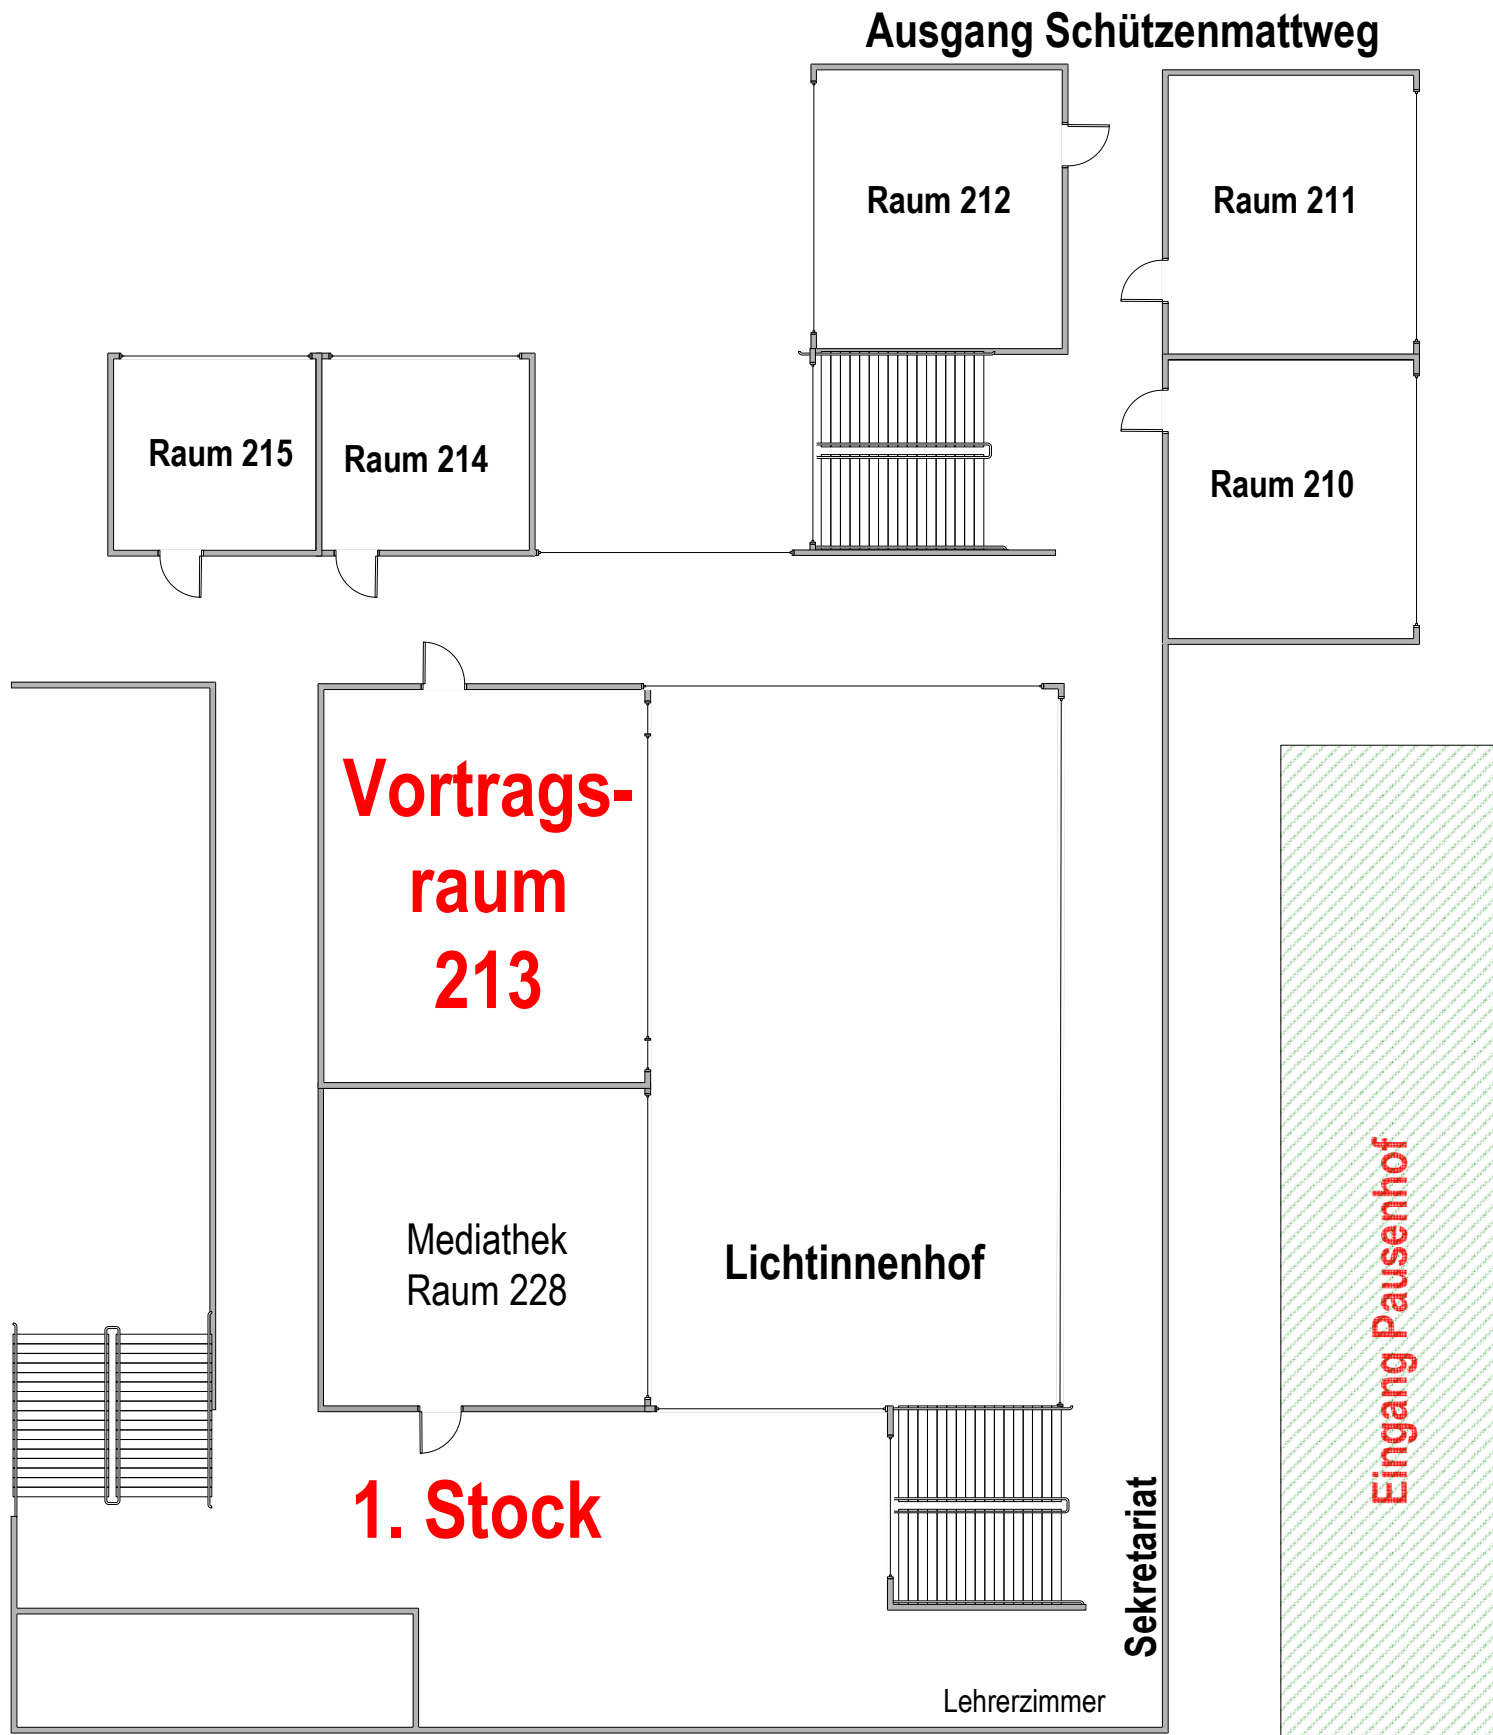 Ausgang Schützenmattweg
Raum 212
Raum 211
Raum 215
Raum 214
Raum 210
Vortrags-
raum
213
Mediathek
Raum 228
Lichtinnenhof
Eingang Pausenhof
1. Stock
Sekretariat
Lehrerzimmer